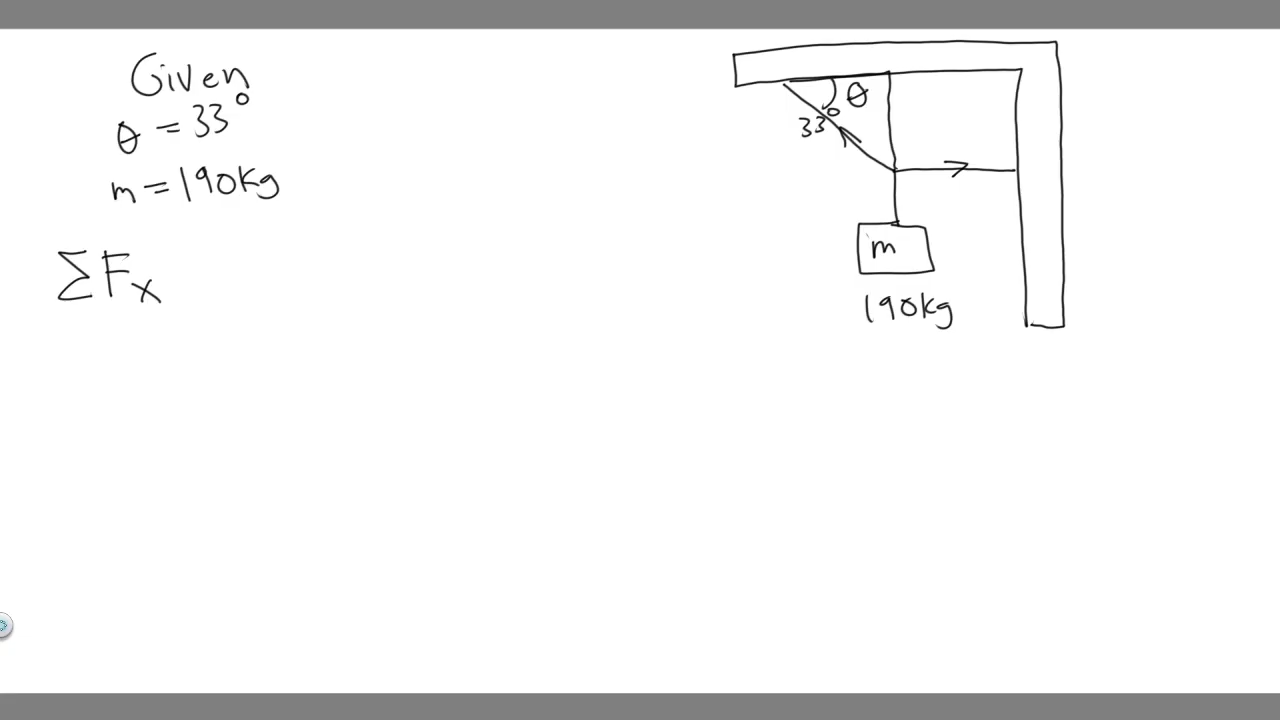 Given
θ = 33°
m = 190kg
ΣFx
θ
33°
m
190kg